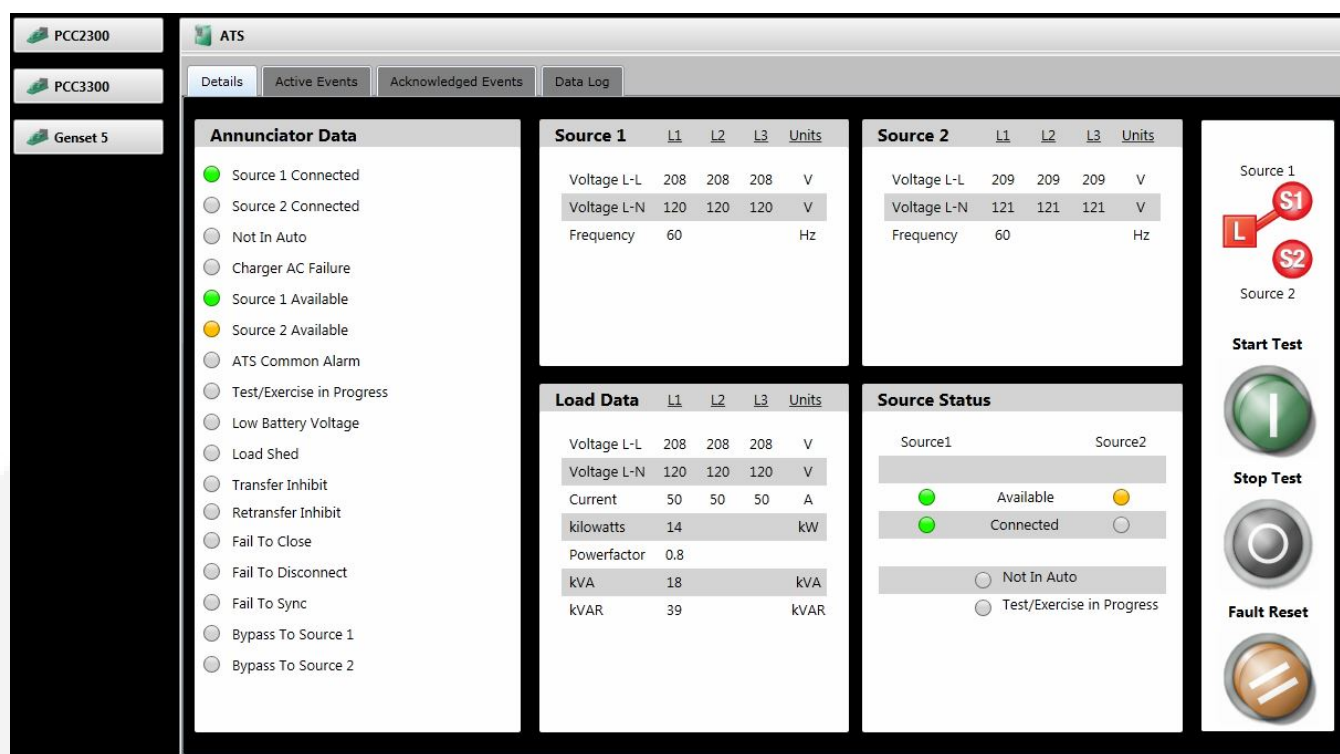 PCC2300
PCC3300
Genset 5
ATS
Details Active Events Acknowledged Events Data Log
Annunciator Data
Source 1 Connected
Source 2 Connected
Not In Auto
Charger AC Failure
Source 1 Available
Source 2 Available
ATS Common Alarm
Test/Exercise in Progress
Low Battery Voltage
Load Shed
Transfer Inhibit
Retransfer Inhibit
Fail To Close
Fail To Disconnect
Fail To Sync
Bypass To Source 1
Bypass To Source 2
Source 1 L1 L2 L3 Units
Voltage L-L 208 208 208 V
Voltage L-N 120 120 120 V
Frequency 60 Hz
Source 2 L1 L2 L3 Units
Voltage L-L 209 209 209 V
Voltage L-N 121 121 121 V
Frequency 60 Hz
Load Data L1 L2 L3 Units
Voltage L-L 208 208 208 V
Voltage L-N 120 120 120 V
Current 50 50 50 A
kilowatts 14 kW
Powerfactor 0.8
kVA 18 kVA
kVAR 39 kVAR
Source Status
Source1 Source2
Available
Connected
Not In Auto
Test/Exercise in Progress
Source 1
S1
L
S2
Source 2
Start Test
Stop Test
Fault Reset